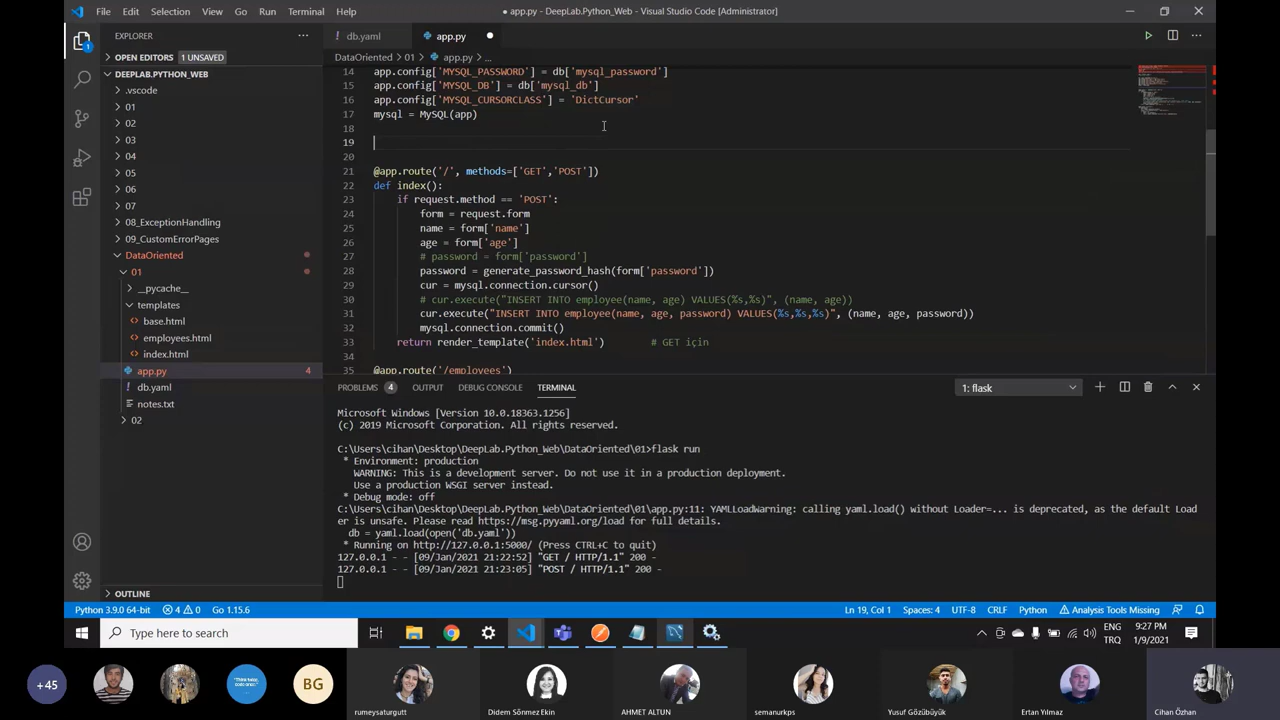 File Edit Selection View Go Run Terminal Help
● app.py - DeepLab.Python_Web - Visual Studio Code [Administrator]
EXPLORER
OPEN EDITORS 1 UNSAVED
DEEPLAB.PYTHON_WEB
.vscode
01
02
03
04
05
06
07
08_ExceptionHandling
09_CustomErrorPages
DataOriented
01
__pycache__
templates
base.html
employees.html
index.html
app.py 4
db.yaml
notes.txt
02
OUTLINE
1
db.yaml
app.py
DataOriented > 01 > app.py > ...
14 app.config['MYSQL_PASSWORD'] = db['mysql_password']
15 app.config['MYSQL_DB'] = db['mysql_db']
16 app.config['MYSQL_CURSORCLASS'] = 'DictCursor'
17 mysql = MySQL(app)
18
19
20
21 @app.route('/', methods=['GET','POST'])
22 def index():
23 if request.method == 'POST':
24 form = request.form
25 name = form['name']
26 age = form['age']
27 # password = form['password']
28 password = generate_password_hash(form['password'])
29 cur = mysql.connection.cursor()
30 # cur.execute("INSERT INTO employee(name, age) VALUES(%s,%s)", (name, age))
31 cur.execute("INSERT INTO employee(name, age, password) VALUES(%s,%s,%s)", (name, age, password))
32 mysql.connection.commit()
33 return render_template('index.html') # GET için
34
35 @app.route('/employees')
PROBLEMS 4 OUTPUT DEBUG CONSOLE TERMINAL
1: flask
Microsoft Windows [Version 10.0.18363.1256]
(c) 2019 Microsoft Corporation. All rights reserved.
C:\Users\cihan\Desktop\DeepLab.Python_Web\DataOriented\01>flask run
* Environment: production
WARNING: This is a development server. Do not use it in a production deployment.
Use a production WSGI server instead.
* Debug mode: off
C:\Users\cihan\Desktop\DeepLab.Python_Web\DataOriented\01\app.py:11: YAMLLoadWarning: calling yaml.load() without Loader=... is deprecated, as the default Load
er is unsafe. Please read https://msg.pyyaml.org/load for full details.
db = yaml.load(open('db.yaml'))
* Running on http://127.0.0.1:5000/ (Press CTRL+C to quit)
127.0.0.1 - - [09/Jan/2021 21:22:52] "GET / HTTP/1.1" 200 -
127.0.0.1 - - [09/Jan/2021 21:23:05] "POST / HTTP/1.1" 200 -
Python 3.9.0 64-bit 4 0 Go 1.15.6
Ln 19, Col 1 Spaces: 4 UTF-8 CRLF Python Analysis Tools Missing
Type here to search
ENG
TRQ
9:27 PM
1/9/2021
+45
BG
rumeysaturgutt
Didem Sönmez Ekin
AHMET ALTUN
semanurkps
Yusuf Gözübüyük
Ertan Yılmaz
Cihan Özhan